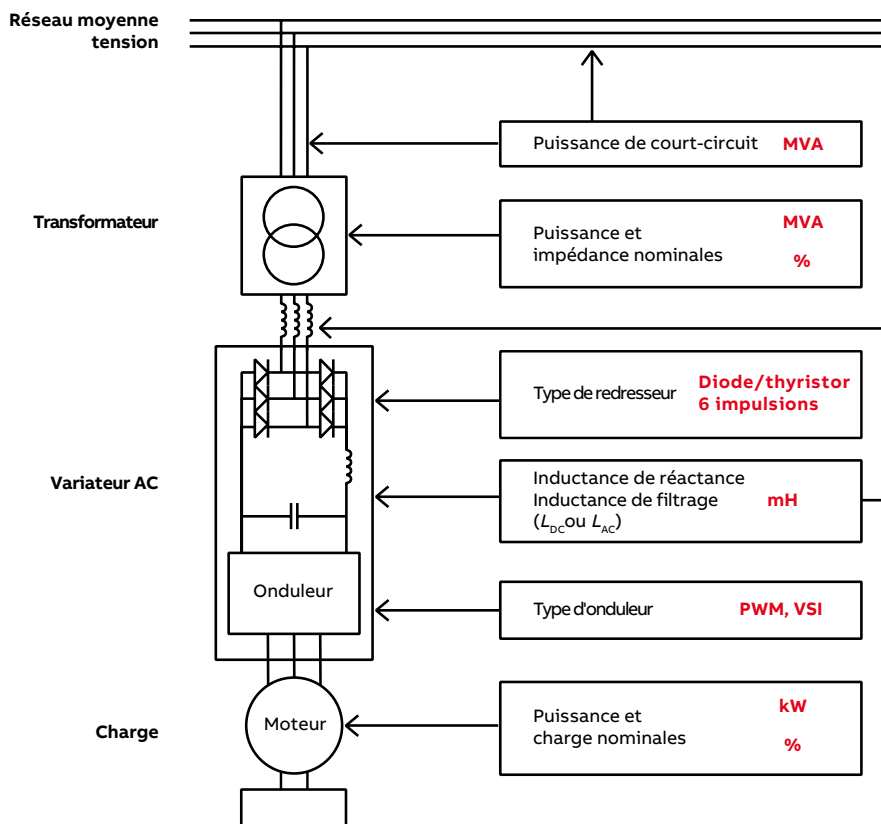 Réseau moyenne
tension
Puissance de court-circuit MVA
Transformateur
Puissance et
impédance nominales
MVA
%
Type de redresseur
Diode/thyristor
6 impulsions
Variateur AC
Inductance de réactance
Inductance de filtrage
(LDC ou LAC)
mH
Onduleur
Type d'onduleur PWM, VSI
Charge
Moteur
Puissance et
charge nominales
kW
%